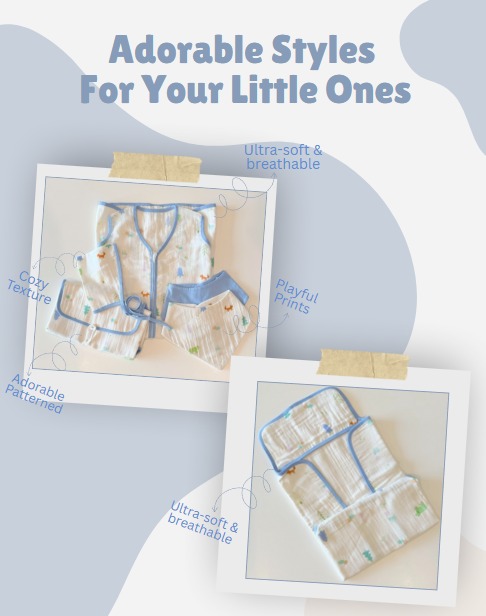 Adorable Styles
For Your Little Ones
Ultra-soft &
breathable
Cozy
Texture
Playful
Prints
Adorable
Patterned
Ultra-soft &
breathable